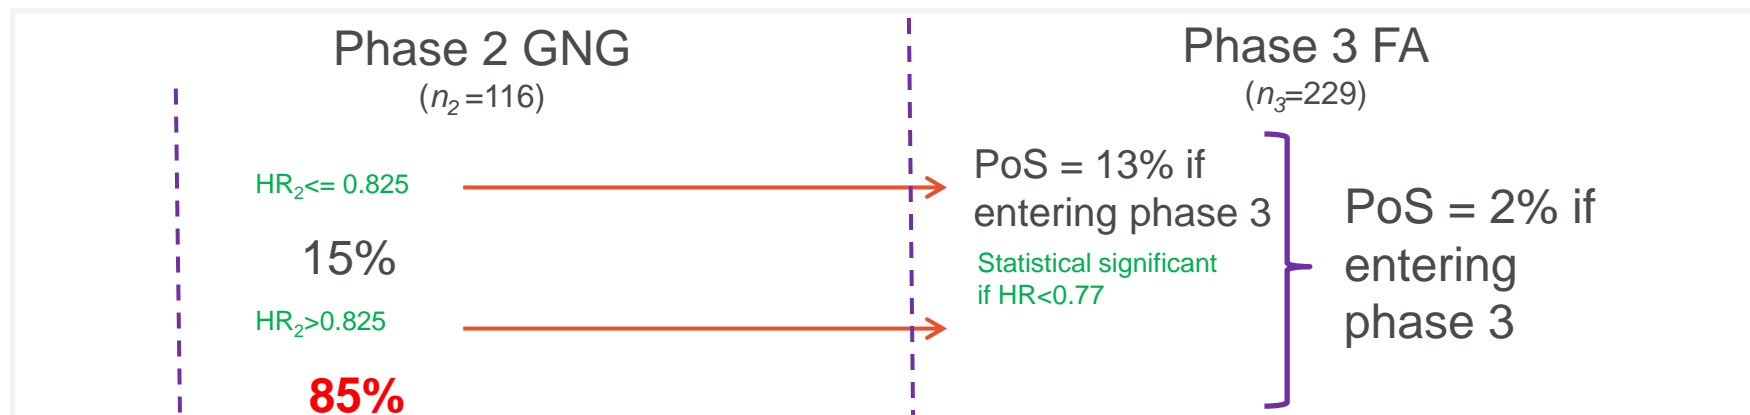 Phase 2 GNG
(n₂=116)
HR₂<= 0.825
15%
HR₂>0.825
85%
Phase 3 FA
(n₃=229)
PoS = 13% if
entering phase 3
Statistical significant
if HR<0.77
PoS = 2% if
entering
phase 3